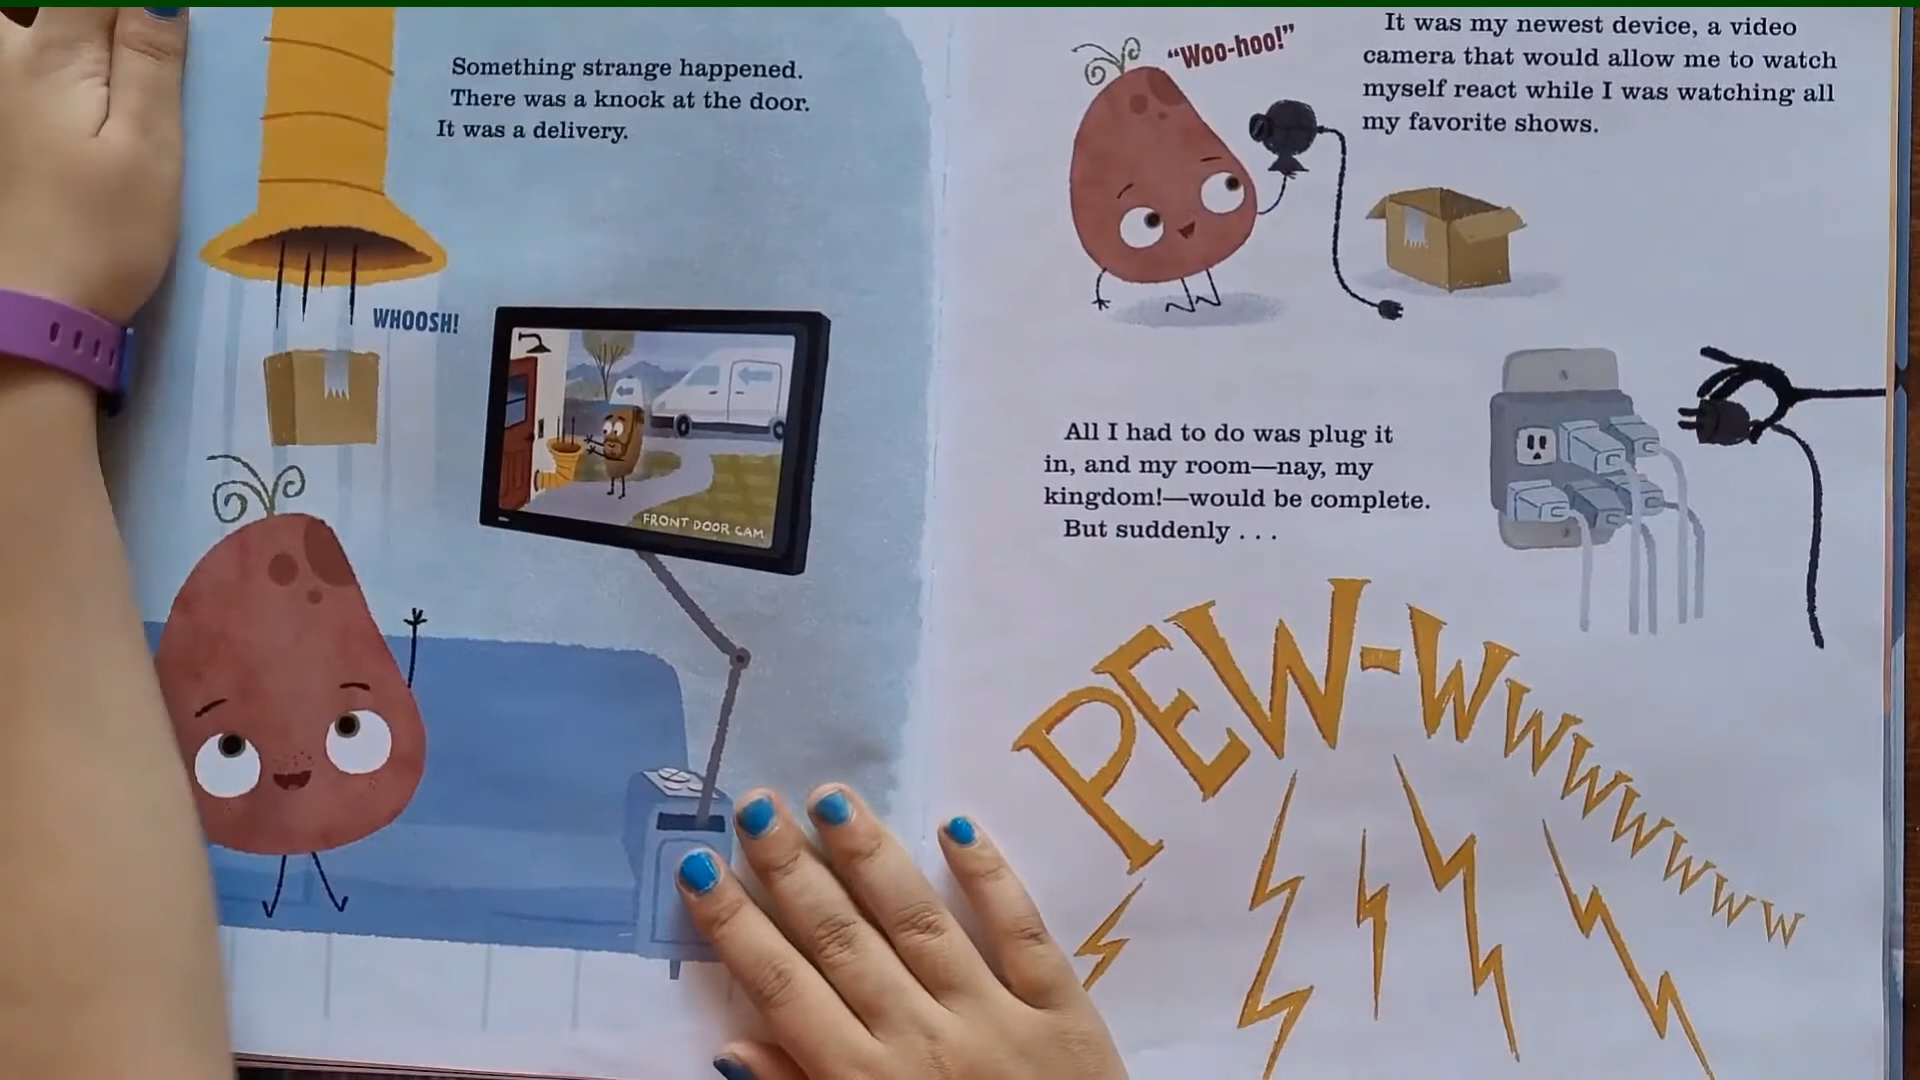 Something strange happened.
There was a knock at the door.
It was a delivery.
WHOOSH!
FRONT DOOR CAM
"Woo-hoo!"
It was my newest device, a video
camera that would allow me to watch
myself react while I was watching all
my favorite shows.
All I had to do was plug it
in, and my room—nay, my
kingdom!—would be complete.
But suddenly . . .
PEW-WWWWWWWWW